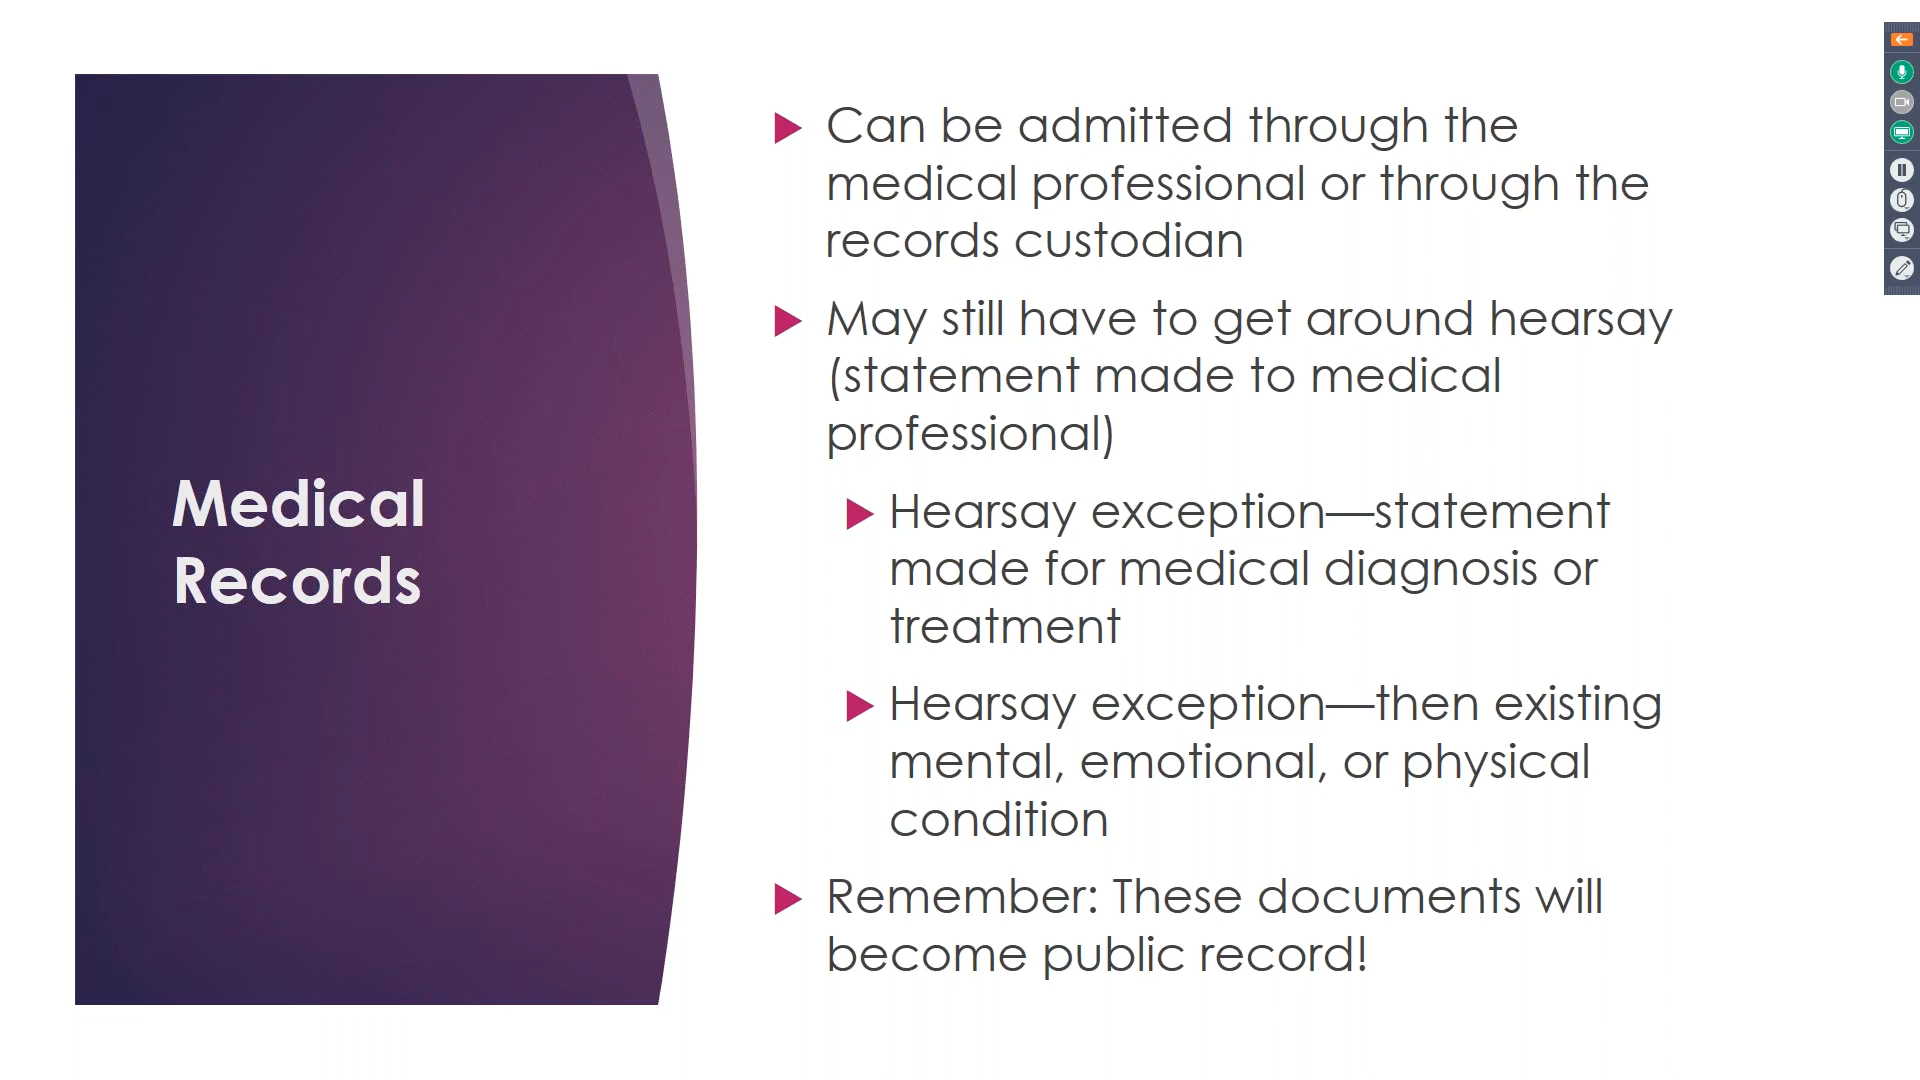 Medical
Records
Can be admitted through the
medical professional or through the
records custodian
May still have to get around hearsay
(statement made to medical
professional)
Hearsay exception—statement
made for medical diagnosis or
treatment
Hearsay exception—then existing
mental, emotional, or physical
condition
Remember: These documents will
become public record!